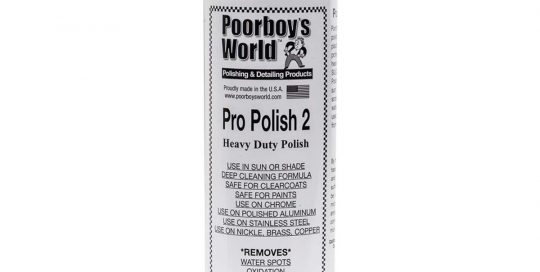 Poorboy's
World™
Polishing & Detailing Products
Proudly made in the U.S.A.
www.poorboysworld.com
Pro Polish 2
Heavy Duty Polish
USE IN SUN OR SHADE
DEEP CLEANING FORMULA
SAFE FOR CLEARCOATS
SAFE FOR PAINTS
USE ON CHROME
USE ON POLISHED ALUMINUM
USE ON STAINLESS STEEL
USE ON NICKLE, BRASS, COPPER
*REMOVES*
WATER SPOTS
OXIDATION